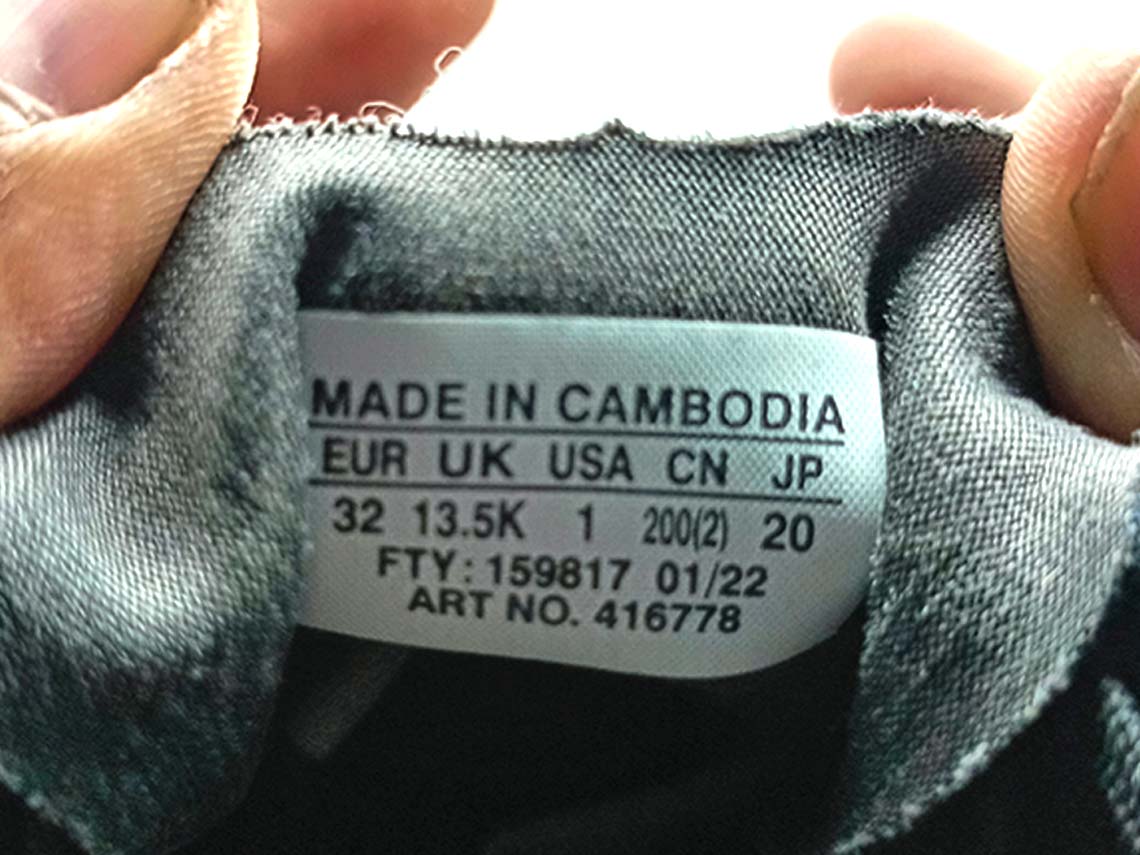 MADE IN CAMBODIA
EUR UK USA CN JP
32 13.5K 1 200(2) 20
FTY: 159817 01/22
ART NO. 416778